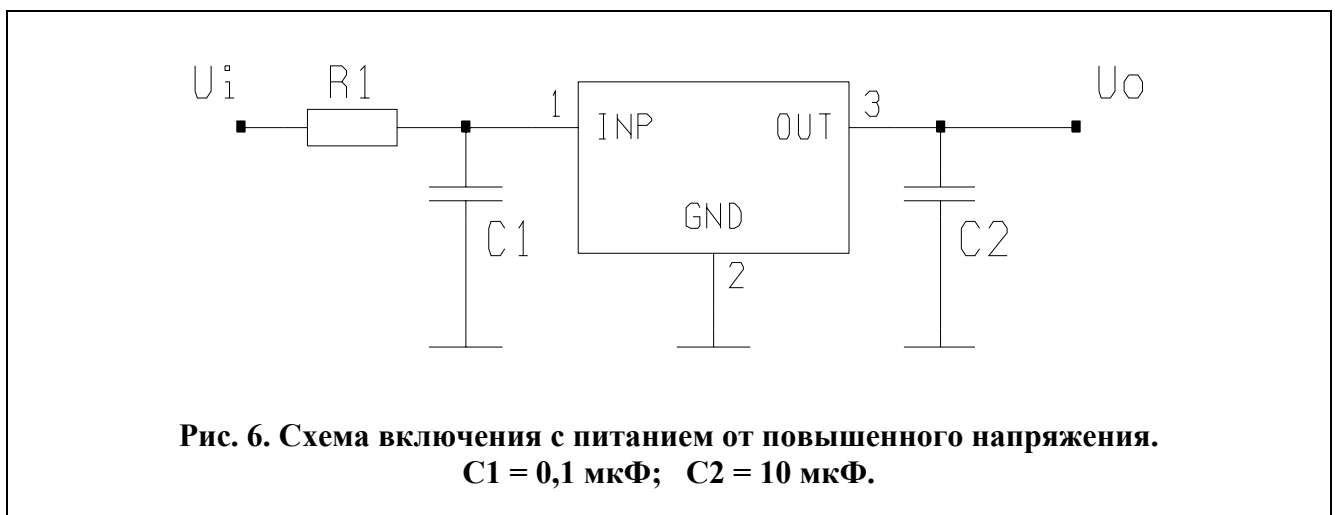 Ui R1 1 INP OUT 3 Uo
GND
C1 C2
2
Рис. 6. Схема включения с питанием от повышенного напряжения.
C1 = 0,1 мкФ; C2 = 10 мкФ.